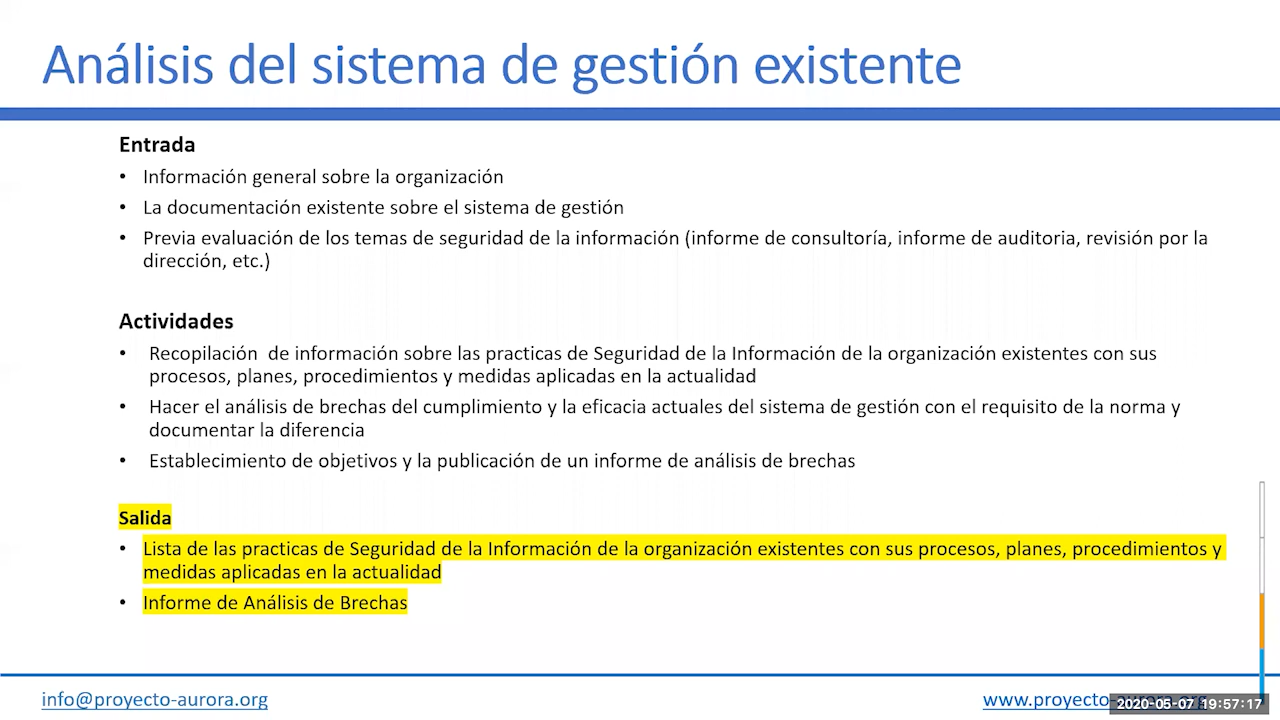 Análisis del sistema de gestión existente
Entrada
• Información general sobre la organización
• La documentación existente sobre el sistema de gestión
• Previa evaluación de los temas de seguridad de la información (informe de consultoría, informe de auditoria, revisión por la
dirección, etc.)
Actividades
• Recopilación  de información sobre las practicas de Seguridad de la Información de la organización existentes con sus
procesos, planes, procedimientos y medidas aplicadas en la actualidad
• Hacer el análisis de brechas del cumplimiento y la eficacia actuales del sistema de gestión con el requisito de la norma y
documentar la diferencia
• Establecimiento de objetivos y la publicación de un informe de análisis de brechas
Salida
• Lista de las practicas de Seguridad de la Información de la organización existentes con sus procesos, planes, procedimientos y
medidas aplicadas en la actualidad
• Informe de Análisis de Brechas
info@proyecto-aurora.org
www.proyecto-aurora.org
2020-05-07 19:57:17